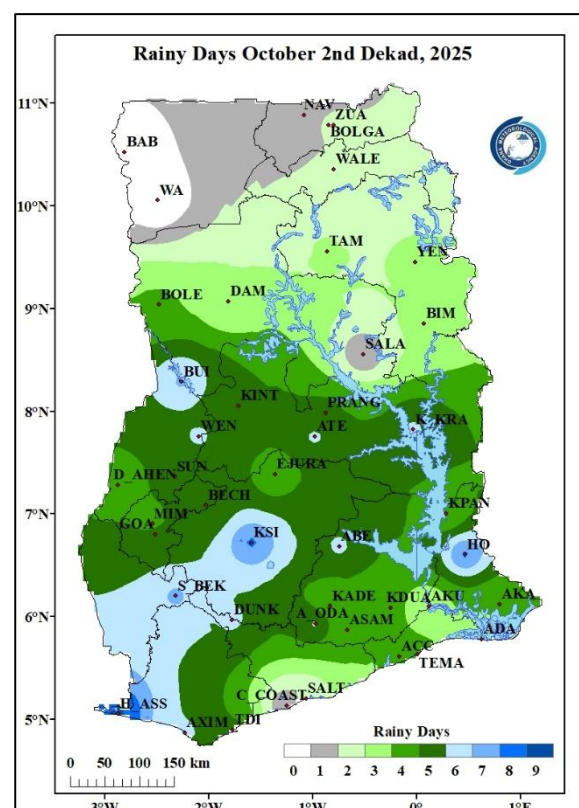 Rainy Days October 2nd Dekad, 2025
11°N
NAV
ZUA
BOLGA
BAB
WALE
WA
10°N
TAM
YEN
BOLE
DAM
9°N
BIM
SALA
BUI
KINT
PRANG
8°N
WEN
ATE
K_KRA
D_AHEN
SUN
EJURA
BECH
KPAN
7°N
GOA
MIM
KSI
ABE
HO
S_BEK
KADE
KDUA
AKU
AKA
6°N
DUNK
A_ODA
ASAM
ADA
ACC
TEMA
C_COAST
SALT
H_ASS
5°N
AXIM
TDI
Rainy Days
0 1 2 3 4 5 6 7 8 9
0 50 100 150 km
3°W 2°W 1°W 0° 1°E